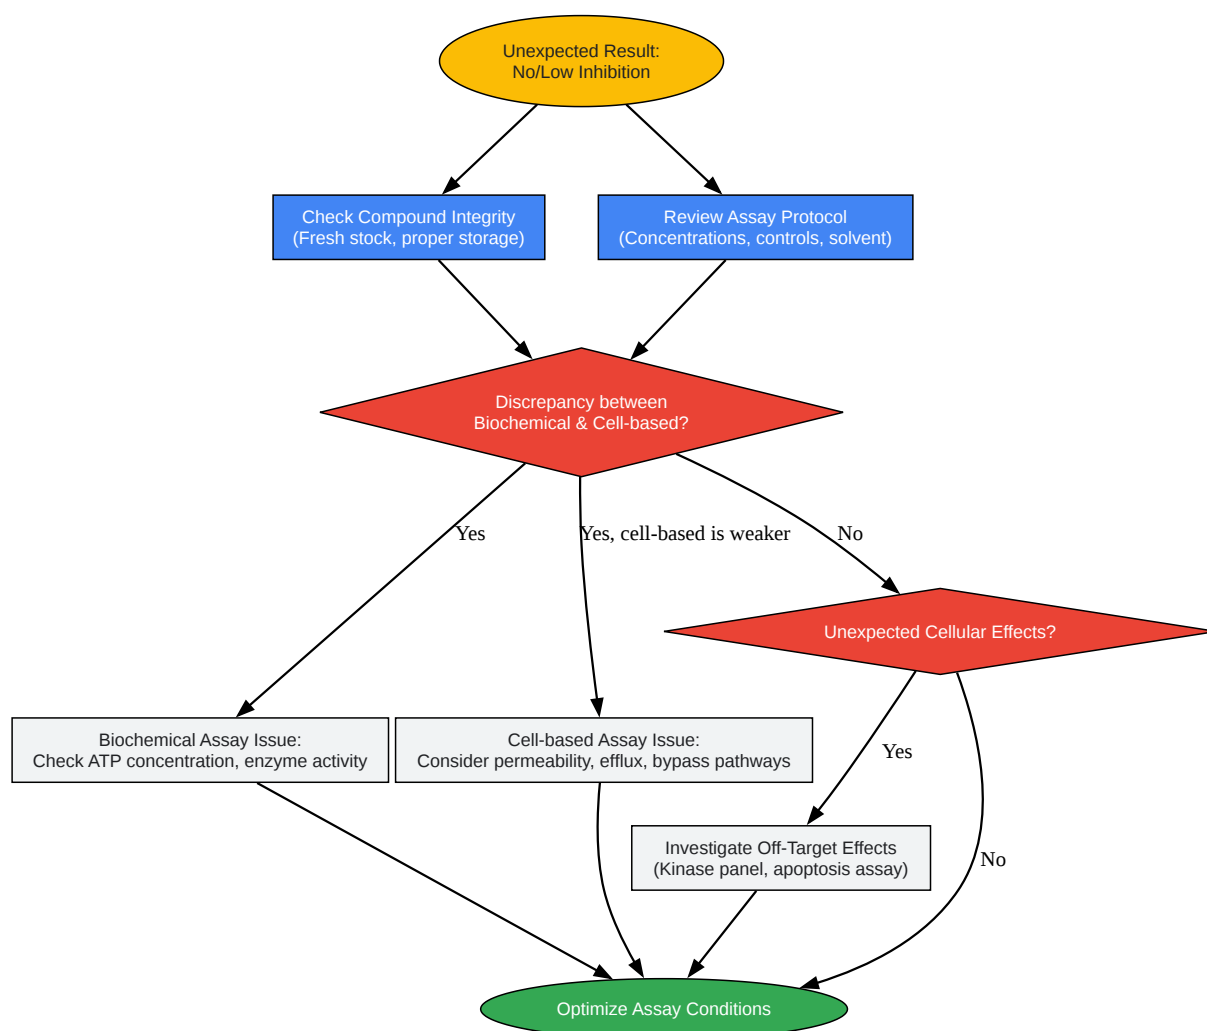 Unexpected Result:
No/Low Inhibition
Check Compound Integrity
(Fresh stock, proper storage)
Review Assay Protocol
(Concentrations, controls, solvent)
Discrepancy between
Biochemical & Cell-based?
Yes
Yes, cell-based is weaker
No
Unexpected Cellular Effects?
Biochemical Assay Issue:
Check ATP concentration, enzyme activity
Cell-based Assay Issue:
Consider permeability, efflux, bypass pathways
Yes
No
Investigate Off-Target Effects
(Kinase panel, apoptosis assay)
Optimize Assay Conditions